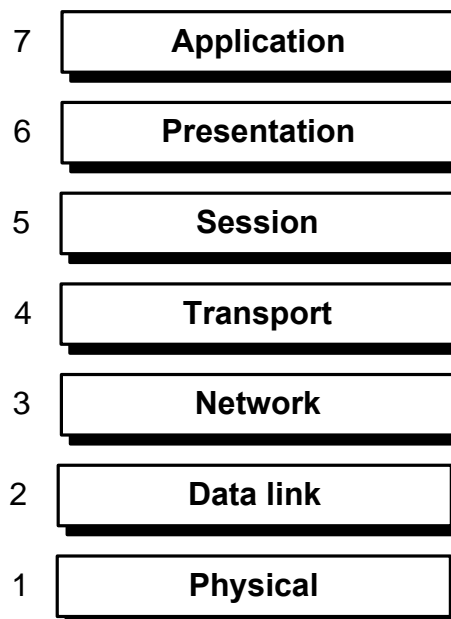 7 Application
6 Presentation
5 Session
4 Transport
3 Network
2 Data link
1 Physical